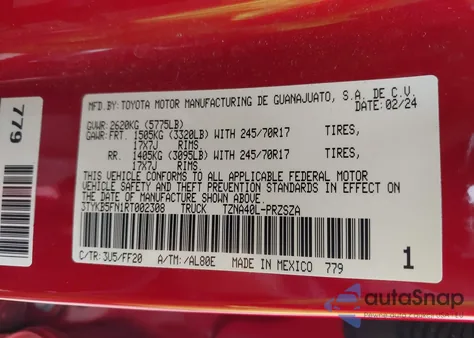 MFD.BY: TOYOTA MOTOR MANUFACTURING DE GUANAJUATO, S.A. DE C.V.
DATE: 02/24
GVWR: 2620KG (5775LB)
GAWR: FRT. 1505KG (3320LB) WITH 245/70R17 TIRES,
17X7J RIMS
RR. 1405KG (3095LB) WITH 245/70R17 TIRES,
17X7J RIMS
THIS VEHICLE CONFORMS TO ALL APPLICABLE FEDERAL MOTOR
VEHICLE SAFETY AND THEFT PREVENTION STANDARDS IN EFFECT ON
THE DATE OF MANUFACTURE SHOWN ABOVE.
3TYKB5FN1RT002308 TRUCK TZNA40L-PRZSZA
C/TR: 3U5/FF20 A/TM: /AL80E MADE IN MEXICO 779
1
779
autoSnap